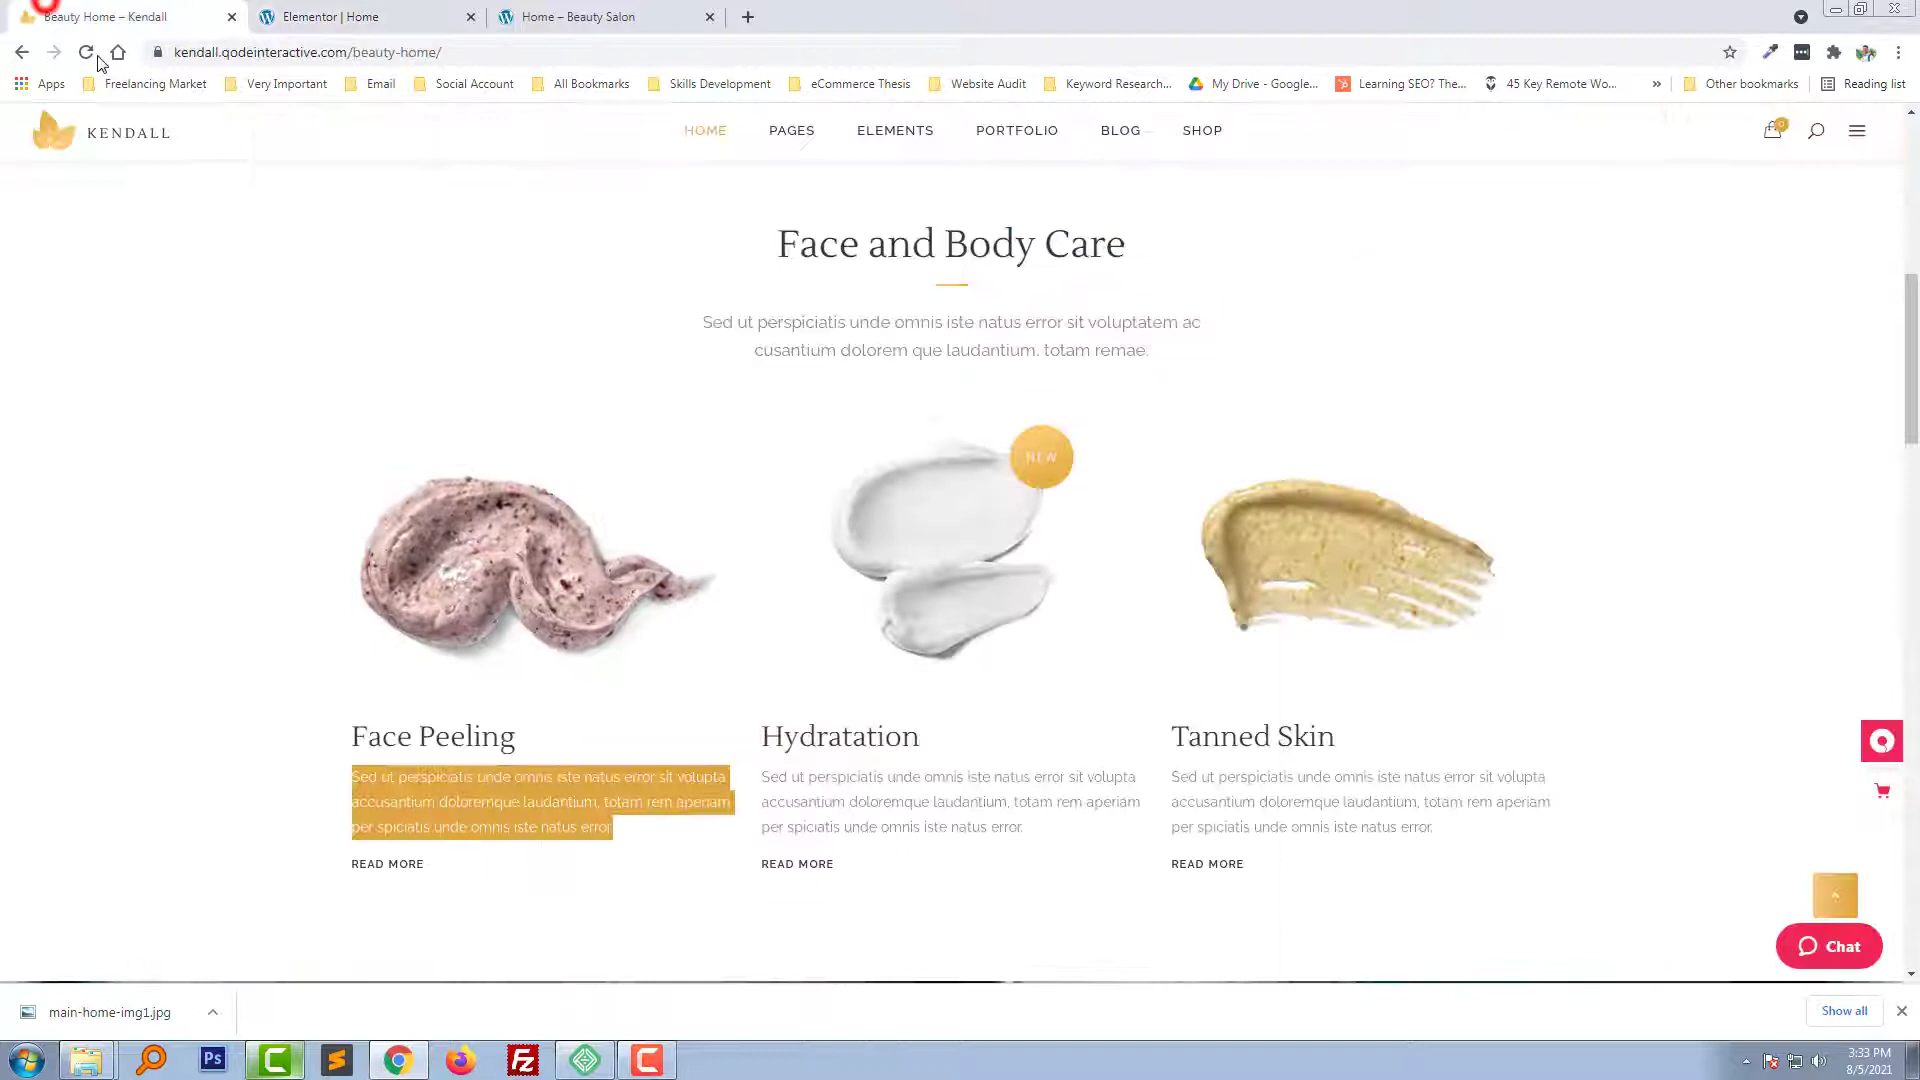 Beauty Home – Kendall
Elementor | Home
Home – Beauty Salon
kendall.qodeinteractive.com/beauty-home/
Apps
Freelancing Market
Very Important
Email
Social Account
All Bookmarks
Skills Development
eCommerce Thesis
Website Audit
Keyword Research...
My Drive - Google...
Learning SEO? The...
45 Key Remote Wo...
»
Other bookmarks
Reading list
KENDALL
HOME
PAGES
ELEMENTS
PORTFOLIO
BLOG
SHOP
0
Face and Body Care
Sed ut perspiciatis unde omnis iste natus error sit voluptatem ac
cusantium dolorem que laudantium. totam remae.
NEW
Face Peeling
Sed ut perspiciatis unde omnis iste natus error sit volupta
accusantium doloremque laudantium, totam rem aperiam
per spiciatis unde omnis iste natus error.
READ MORE
Hydratation
Sed ut perspiciatis unde omnis iste natus error sit volupta
accusantium doloremque laudantium, totam rem aperiam
per spiciatis unde omnis iste natus error.
READ MORE
Tanned Skin
Sed ut perspiciatis unde omnis iste natus error sit volupta
accusantium doloremque laudantium, totam rem aperiam
per spiciatis unde omnis iste natus error.
READ MORE
Chat
main-home-img1.jpg
Show all
Ps
Fz
3:33 PM
8/5/2021